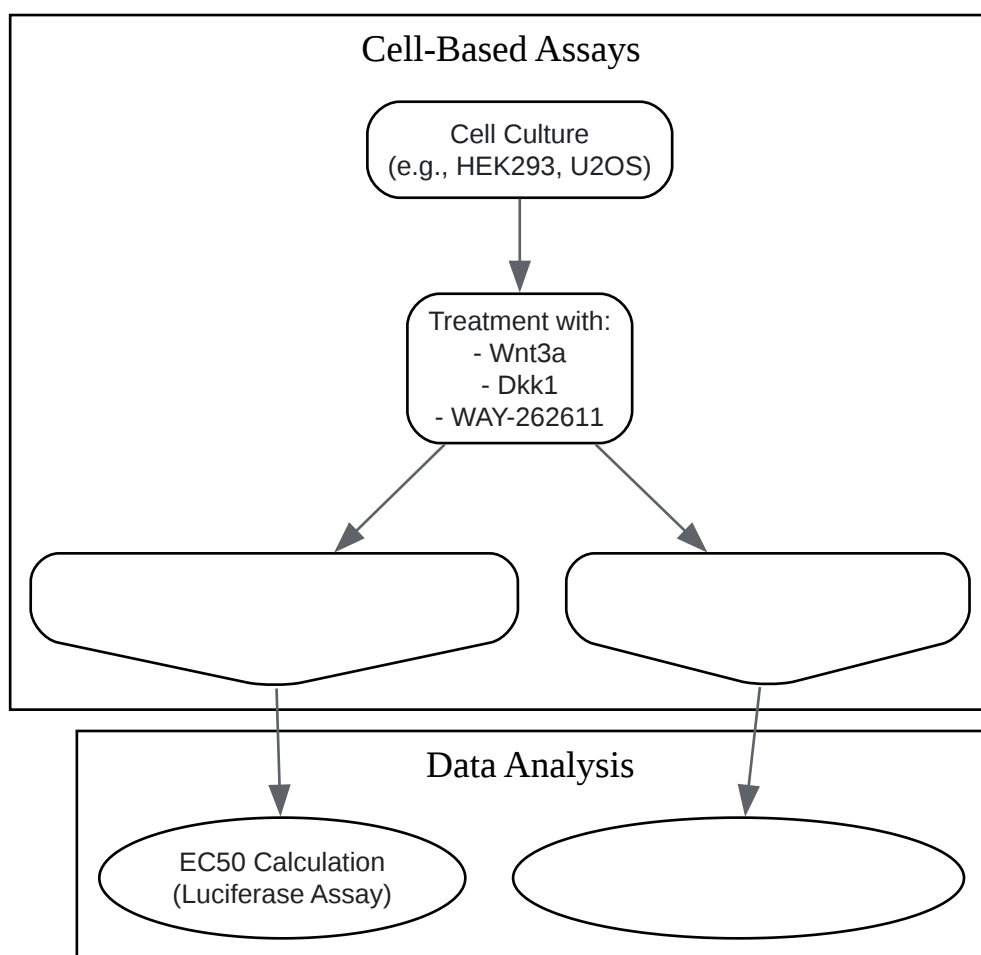 Cell-Based Assays
Cell Culture
(e.g., HEK293, U2OS)
Treatment with:
- Wnt3a
- Dkk1
- WAY-262611
Data Analysis
EC50 Calculation
(Luciferase Assay)